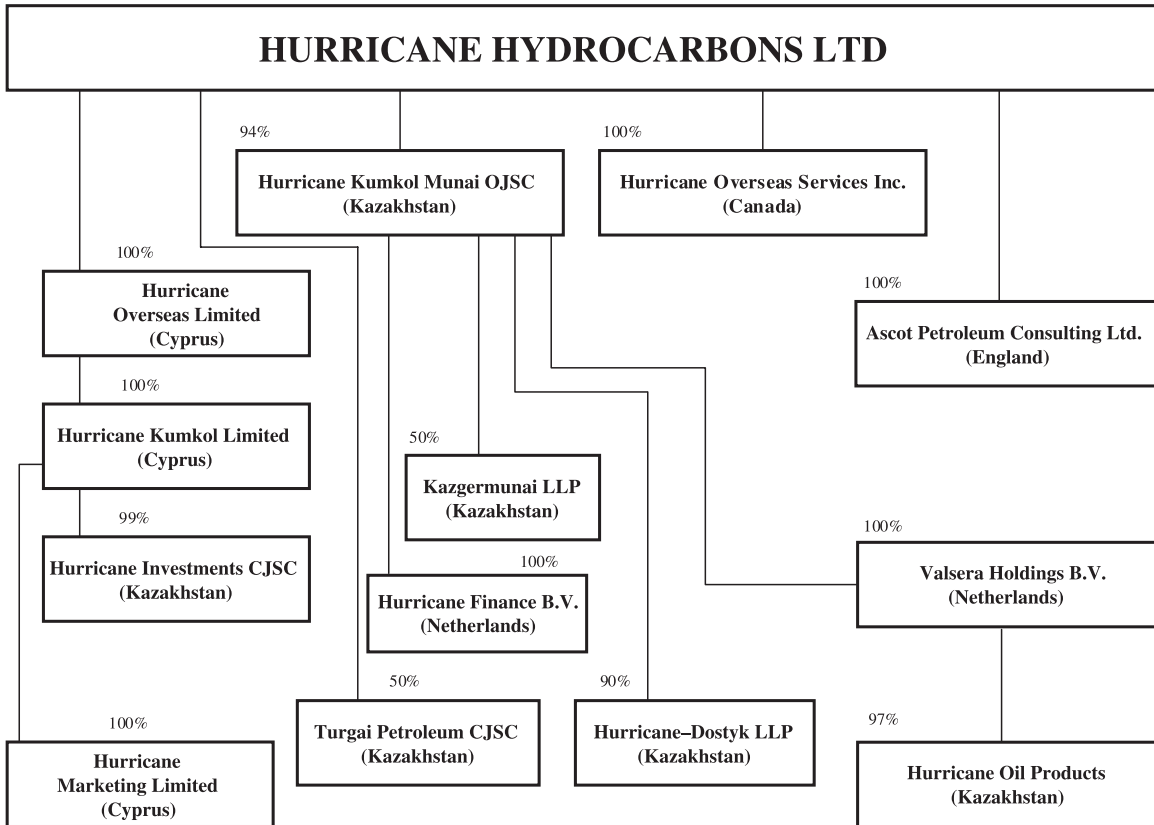 HURRICANE HYDROCARBONS LTD
94%
Hurricane Kumkol Munai OJSC
(Kazakhstan)
100%
Hurricane Overseas Services Inc.
(Canada)
100%
Hurricane
Overseas Limited
(Cyprus)
100%
Ascot Petroleum Consulting Ltd.
(England)
100%
Hurricane Kumkol Limited
(Cyprus)
50%
Kazgermunai LLP
(Kazakhstan)
99%
Hurricane Investments CJSC
(Kazakhstan)
100%
Hurricane Finance B.V.
(Netherlands)
100%
Valsera Holdings B.V.
(Netherlands)
50%
Turgai Petroleum CJSC
(Kazakhstan)
90%
Hurricane–Dostyk LLP
(Kazakhstan)
100%
Hurricane
Marketing Limited
(Cyprus)
97%
Hurricane Oil Products
(Kazakhstan)